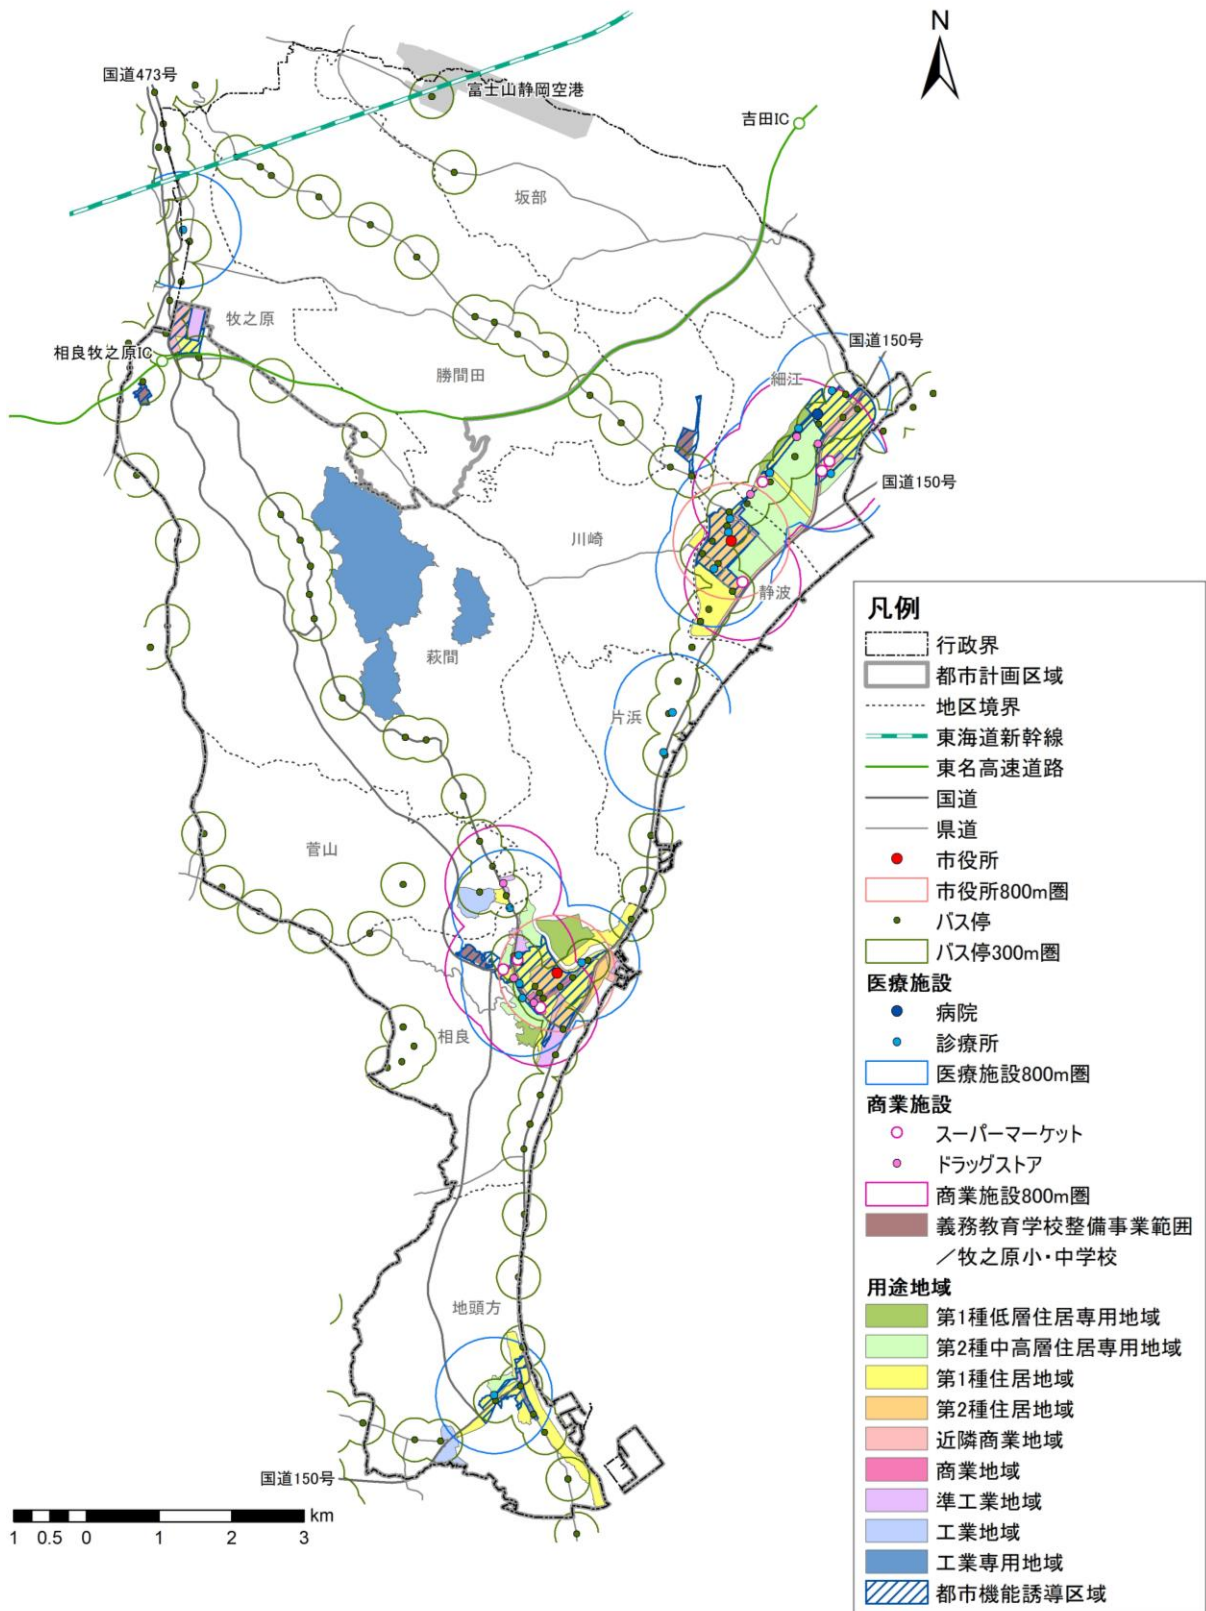 N
国道473号
富士山静岡空港
吉田IC
坂部
牧之原
国道150号
相良牧之原IC
勝間田
細江
国道150号
川崎
静波
萩間
片浜
菅山
相良
地頭方
国道150号
km
1 0.5 0 1 2 3
凡例
行政界
都市計画区域
地区境界
東海道新幹線
東名高速道路
国道
県道
市役所
市役所800m圏
バス停
バス停300m圏
医療施設
病院
診療所
医療施設800m圏
商業施設
スーパーマーケット
ドラッグストア
商業施設800m圏
義務教育学校整備事業範囲
／牧之原小・中学校
用途地域
第1種低層住居専用地域
第2種中高層住居専用地域
第1種住居地域
第2種住居地域
近隣商業地域
商業地域
準工業地域
工業地域
工業専用地域
都市機能誘導区域